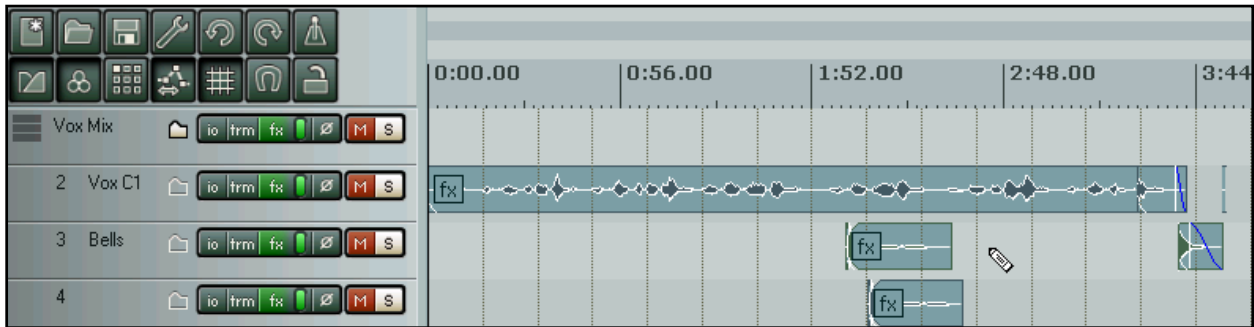 0:00.00 0:56.00 1:52.00 2:48.00 3:44
Vox Mix io trm fx Ø M S
2 Vox C1 io trm fx Ø M S fx
3 Bells io trm fx Ø M S fx
4 io trm fx Ø M S fx